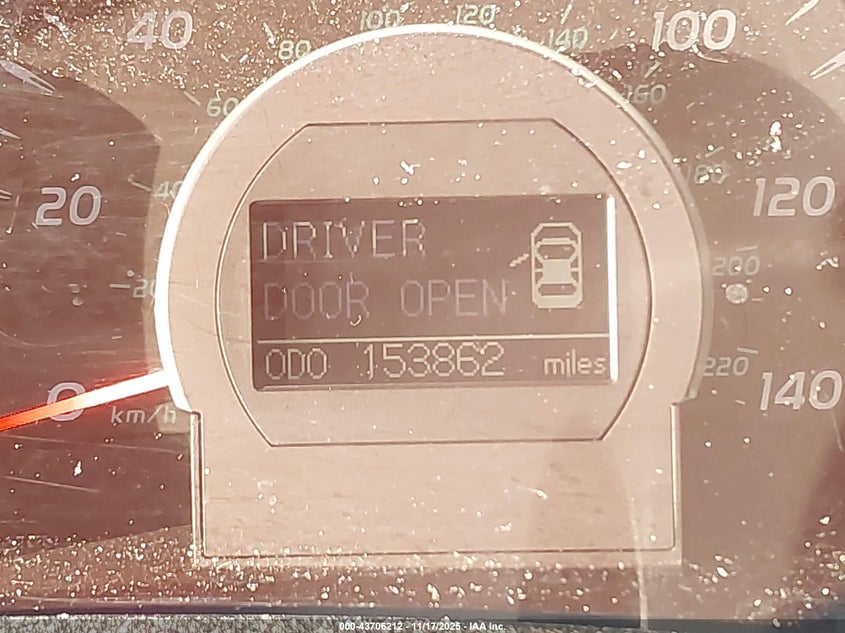 100 120
40 80 140 100
60 160
20 40 180 120
20 200
DRIVER
DOOR OPEN
ODO 153862 miles
0 km/h 220 140
000-43706212 - 11/17/2025 - IAA Inc.